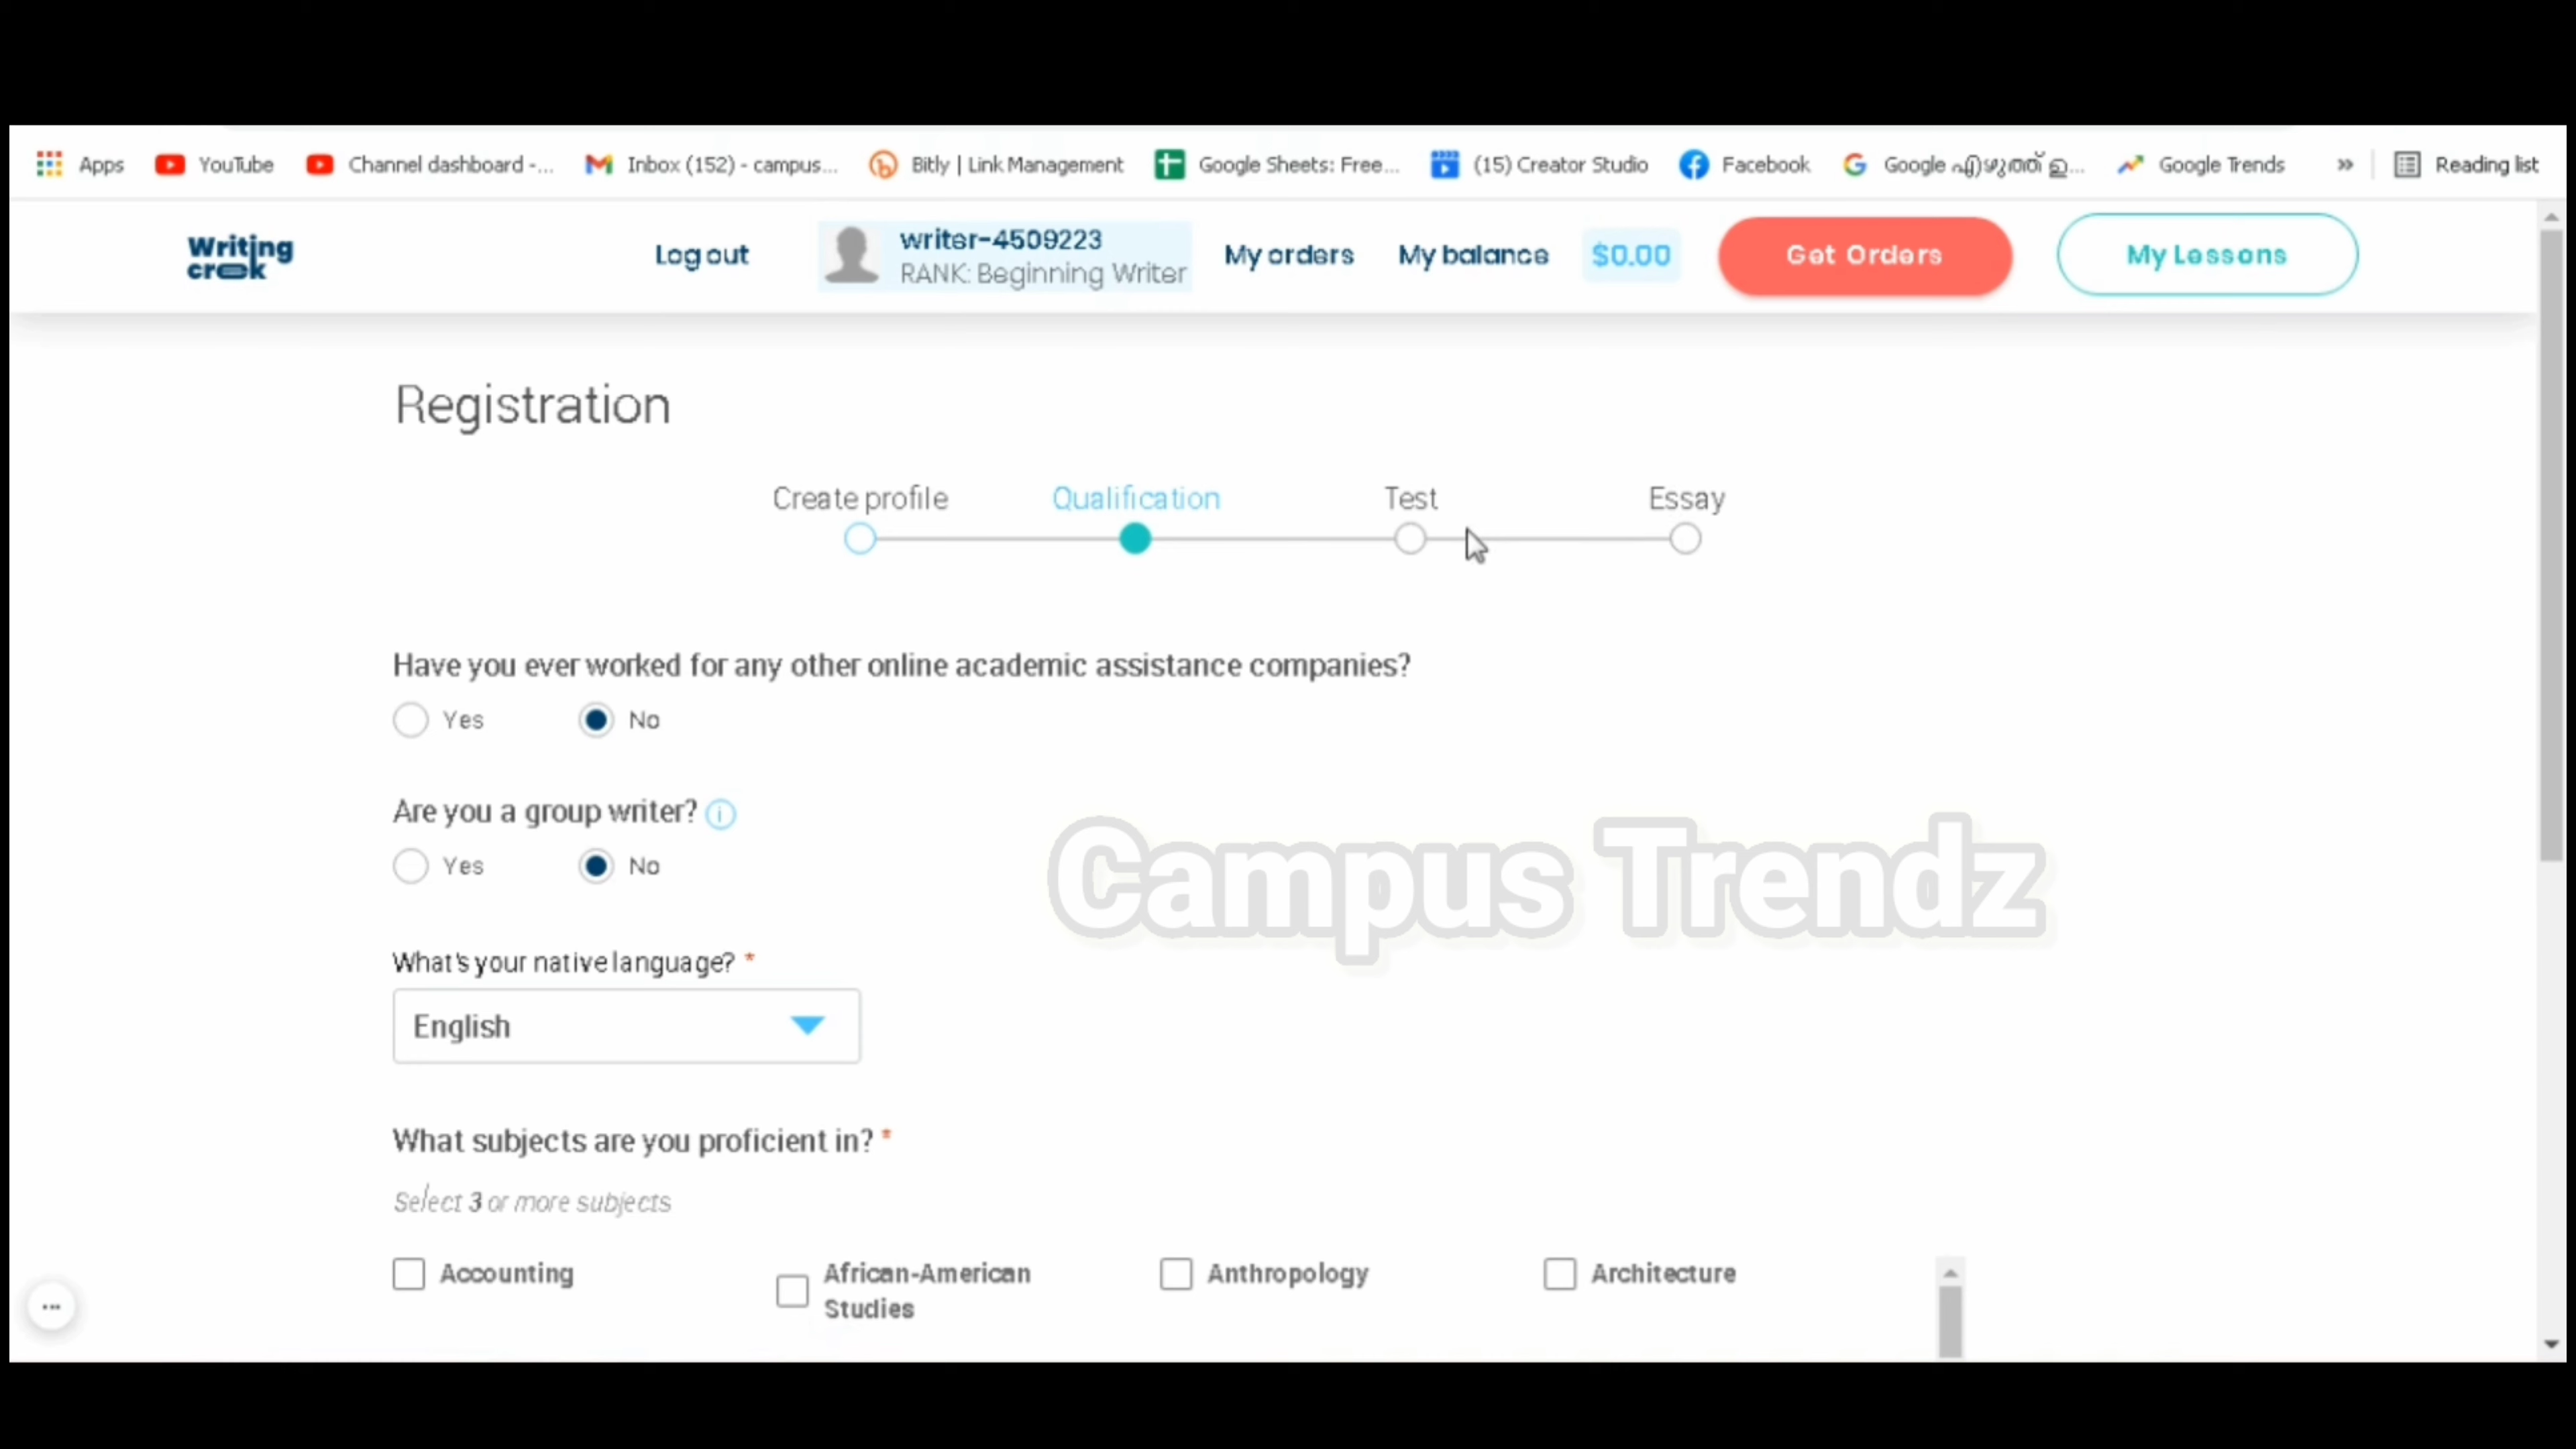 Apps YouTube Channel dashboard -... Inbox (152) - campus... Bitly | Link Management Google Sheets: Free... (15) Creator Studio Facebook Google എഴുത്ത് ഉ... Google Trends » Reading list
Writing creek
Log out
writer-4509223
RANK: Beginning Writer
My orders
My balance
$0.00
Get Orders
My Lessons
Registration
Create profile Qualification Test Essay
Have you ever worked for any other online academic assistance companies?
Yes No
Are you a group writer?
Yes No
Campus Trendz
What's your native language? *
English
What subjects are you proficient in? *
Select 3 or more subjects
Accounting
African-American Studies
Anthropology
Architecture